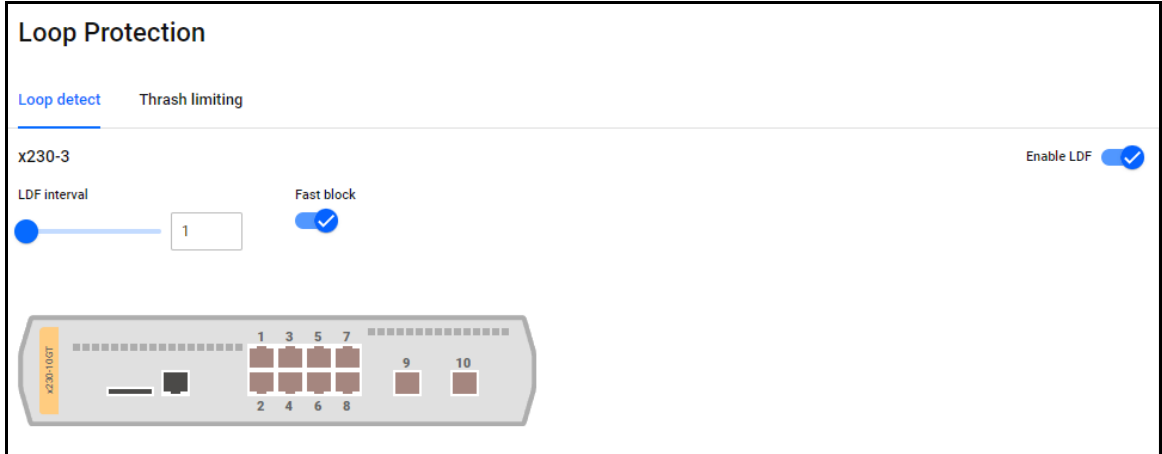 Loop Protection
Loop detect Thrash limiting
x230-3 Enable LDF
LDF interval Fast block
1
1 3 5 7
9 10
x230-10GT
2 4 6 8